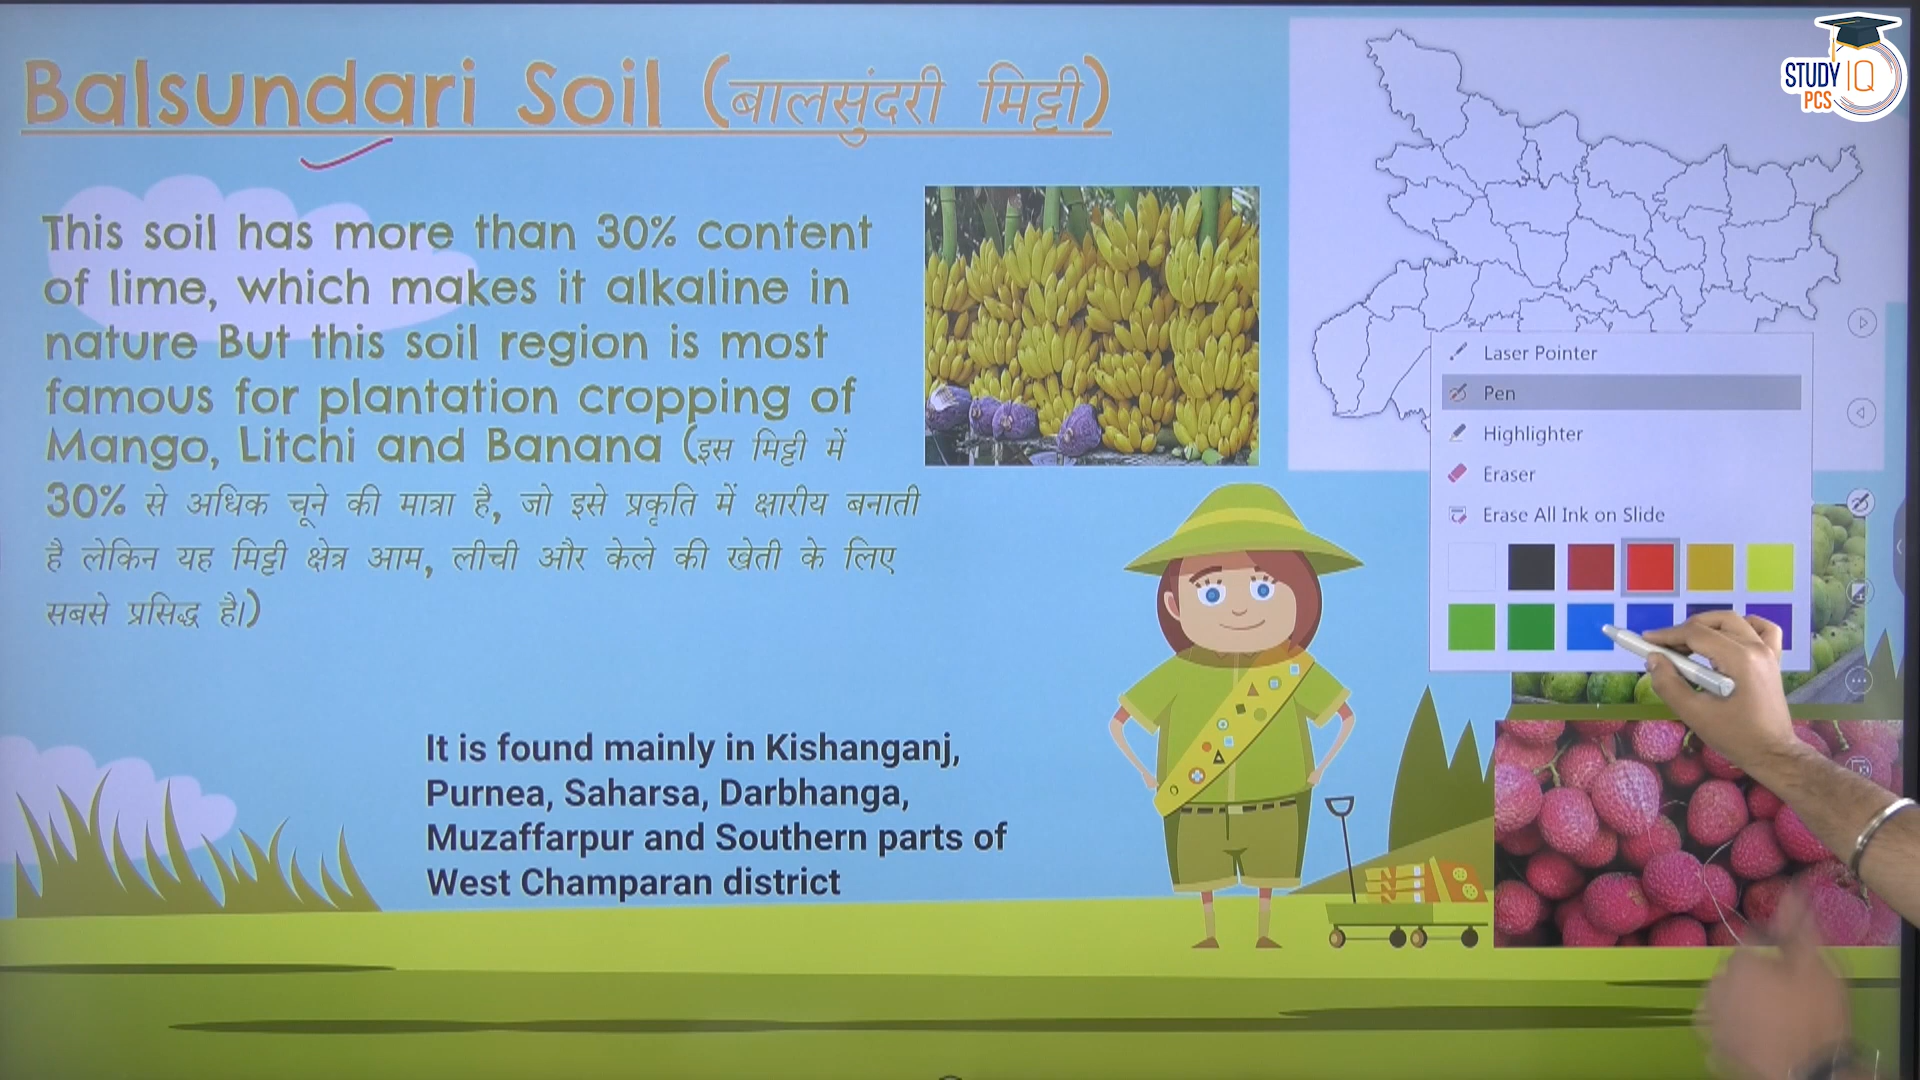 Balsundari Soil (बालसुंदरी मिट्टी)
This soil has more than 30% content
of lime, which makes it alkaline in
nature But this soil region is most
famous for plantation cropping of
Mango, Litchi and Banana (इस मिट्टी में
30% से अधिक चूने की मात्रा है, जो इसे प्रकृति में क्षारीय बनाती
है लेकिन यह मिट्टी क्षेत्र आम, लीची और केले की खेती के लिए
सबसे प्रसिद्ध है।)
It is found mainly in Kishanganj,
Purnea, Saharsa, Darbhanga,
Muzaffarpur and Southern parts of
West Champaran district
STUDY IQ
PCS
Laser Pointer
Pen
Highlighter
Eraser
Erase All Ink on Slide